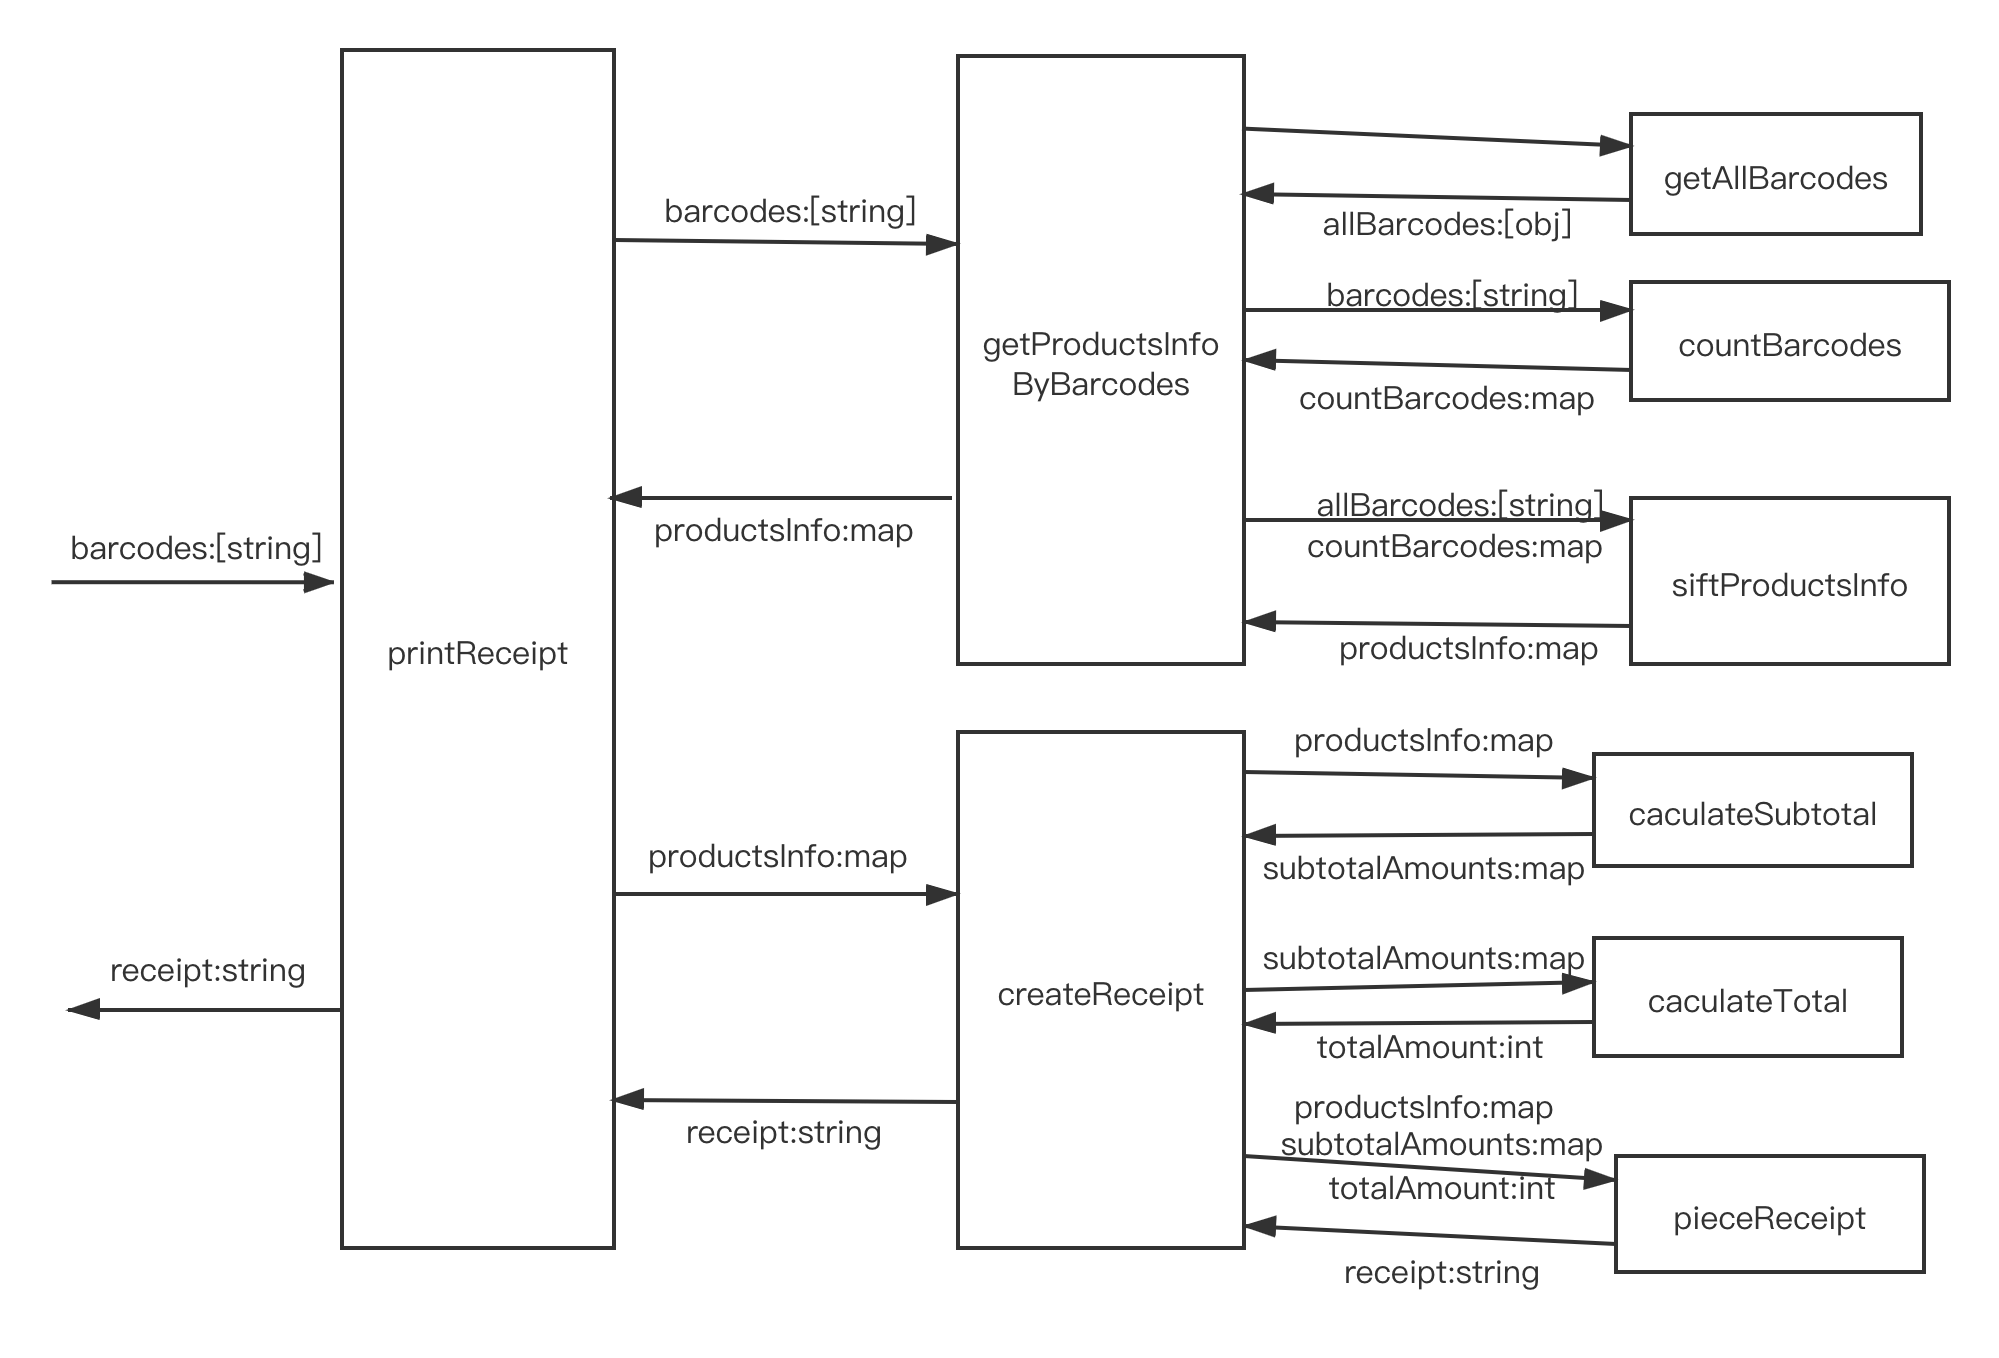 barcodes:[string]
receipt:string
printReceipt
barcodes:[string]
productsInfo:map
productsInfo:map
receipt:string
getProductsInfo
ByBarcodes
createReceipt
allBarcodes:[obj]
barcodes:[string]
countBarcodes:map
allBarcodes:[string]
countBarcodes:map
productsInfo:map
productsInfo:map
subtotalAmounts:map
subtotalAmounts:map
totalAmount:int
productsInfo:map
subtotalAmounts:map
totalAmount:int
receipt:string
getAllBarcodes
countBarcodes
siftProductsInfo
caculateSubtotal
caculateTotal
pieceReceipt